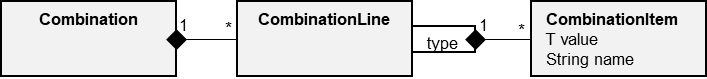 Combination
1
*
CombinationLine
type
1
*
CombinationItem
T value
String name